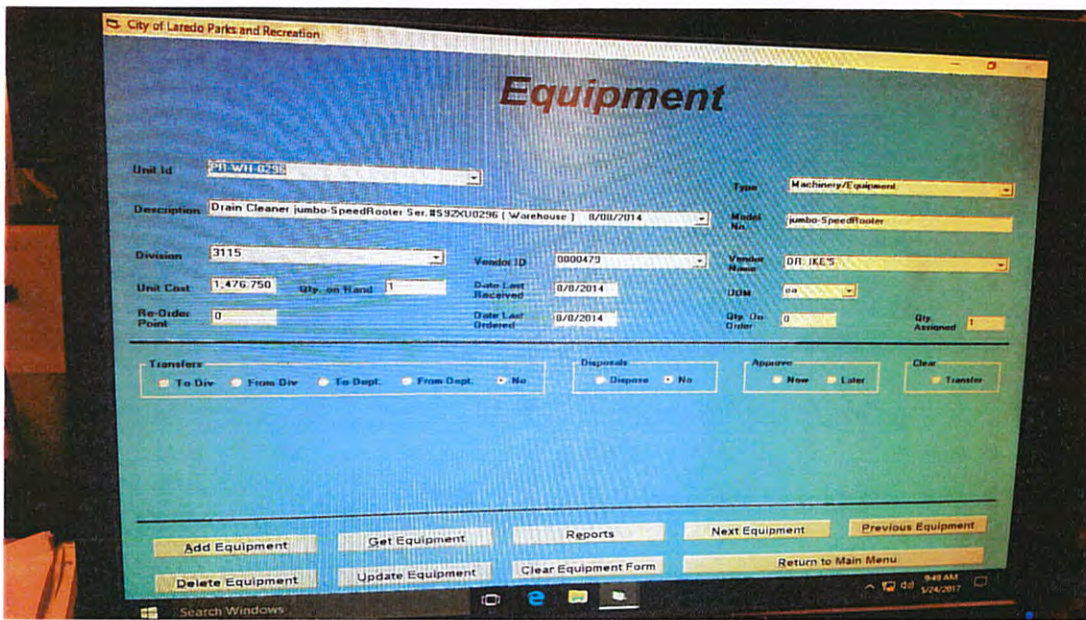 City of Laredo Parks and Recreation
Equipment
Unit Id PR-WH-0296
Type Machinery/Equipment
Description Drain Cleaner jumbo-SpeedRooter Ser.#S92XU0296 ( Warehouse ) 8/08/2014
Model No. jumbo-SpeedRooter
Division 3115
Vendor ID 0000479
Vendor Name DR. IKE'S
Unit Cost 1,476.750
Qty. on Hand 1
Date Last Received 8/8/2014
UOM ea
Re-Order Point 0
Date Last Ordered 8/8/2014
Qty. On Order 0
Qty. Assigned 1
Transfers
To Div From Div To Dept. From Dept. No
Disposals
Dispose No
Approve
Now Later
Clear
Transfer
Add Equipment Get Equipment Reports Next Equipment Previous Equipment
Delete Equipment Update Equipment Clear Equipment Form Return to Main Menu
Search Windows
9:49 AM
5/24/2017